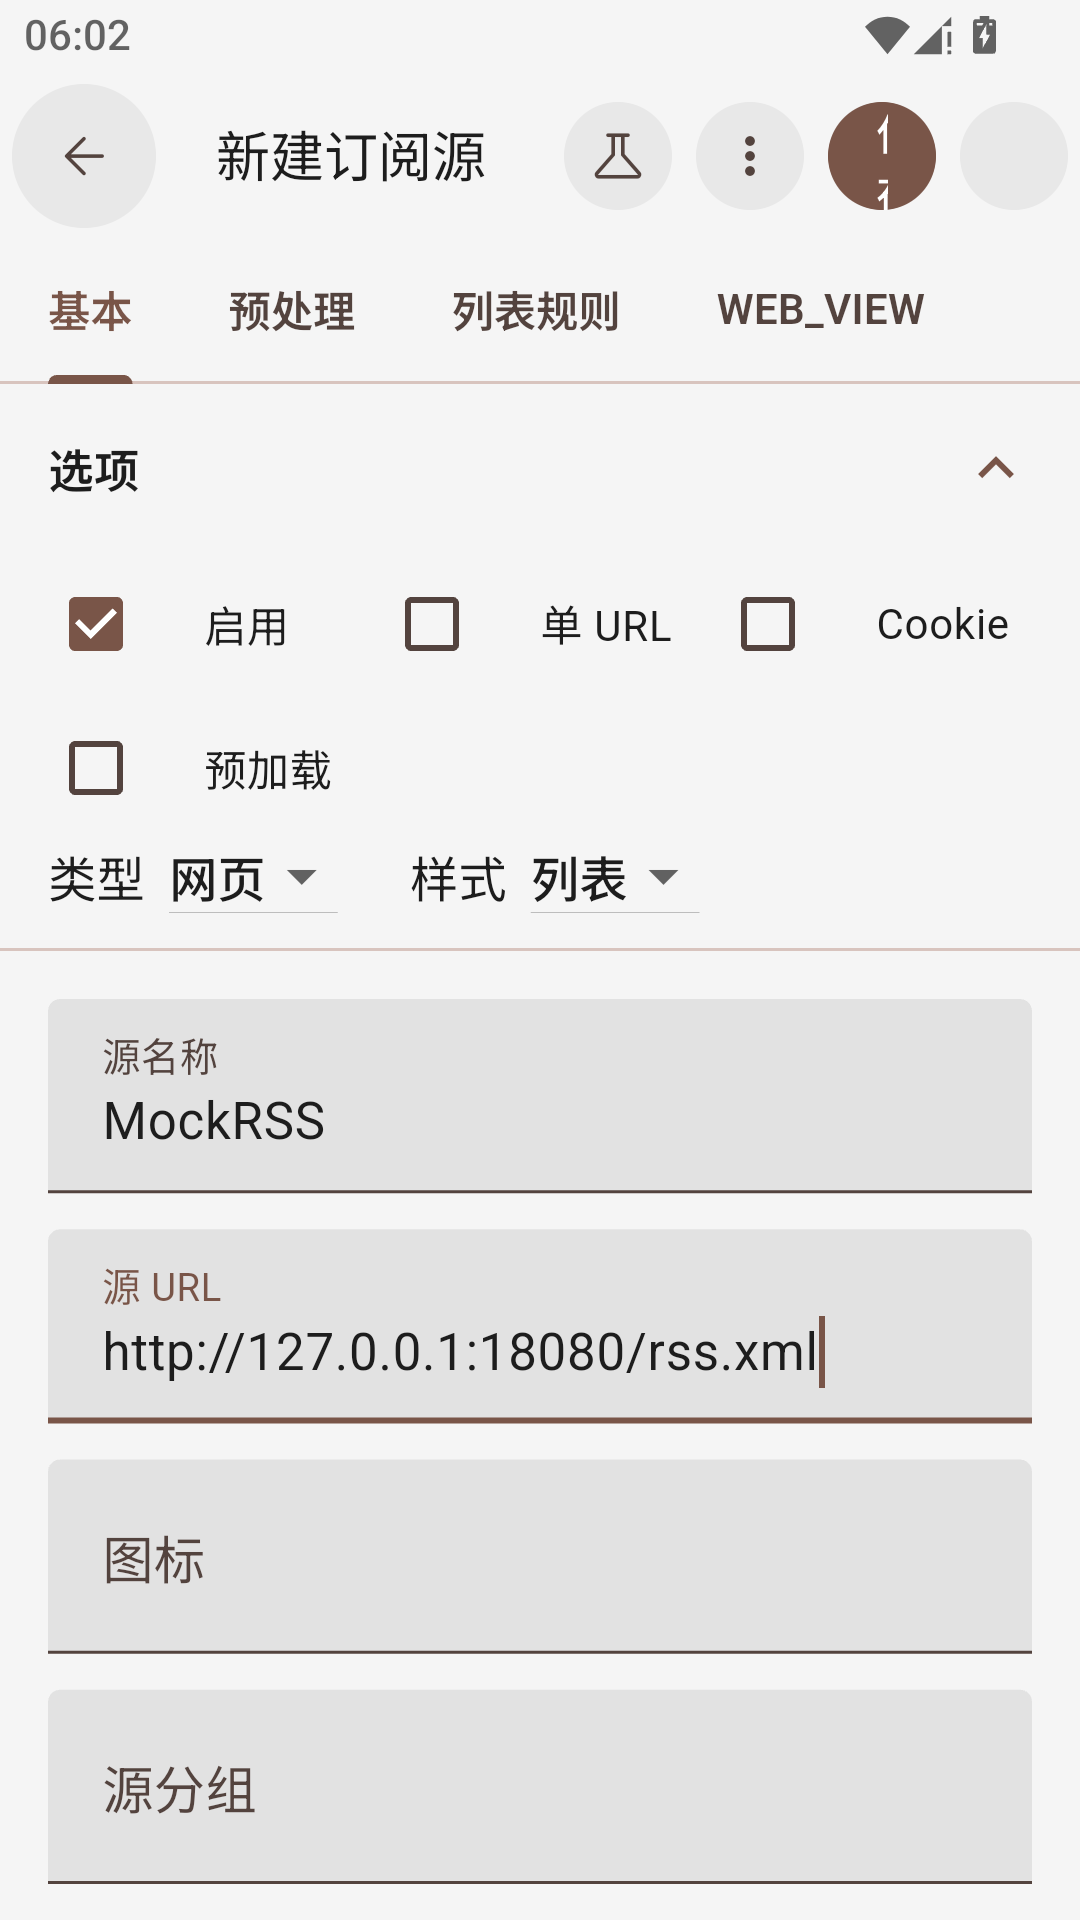 06:02
新建订阅源
基本 预处理 列表规则 WEB_VIEW
选项
启用 单 URL Cookie
预加载
类型 网页 样式 列表
源名称
MockRSS
源 URL
http://127.0.0.1:18080/rss.xml
图标
源分组